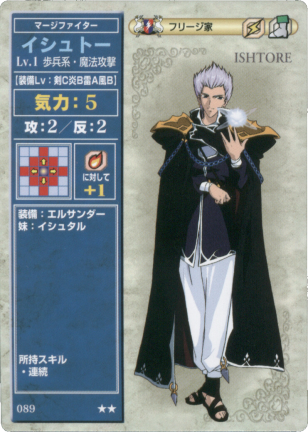 マージファイター
イシュトー
Lv.1 歩兵系・魔法攻撃
[装備Lv:剣C炎B雷A風B]
気力:5
攻:2/反:2
に対して
+1
装備:エルサンダー
妹:イシュタル
所持スキル
・連続
089 ★★
フリージ家
ISHTORE